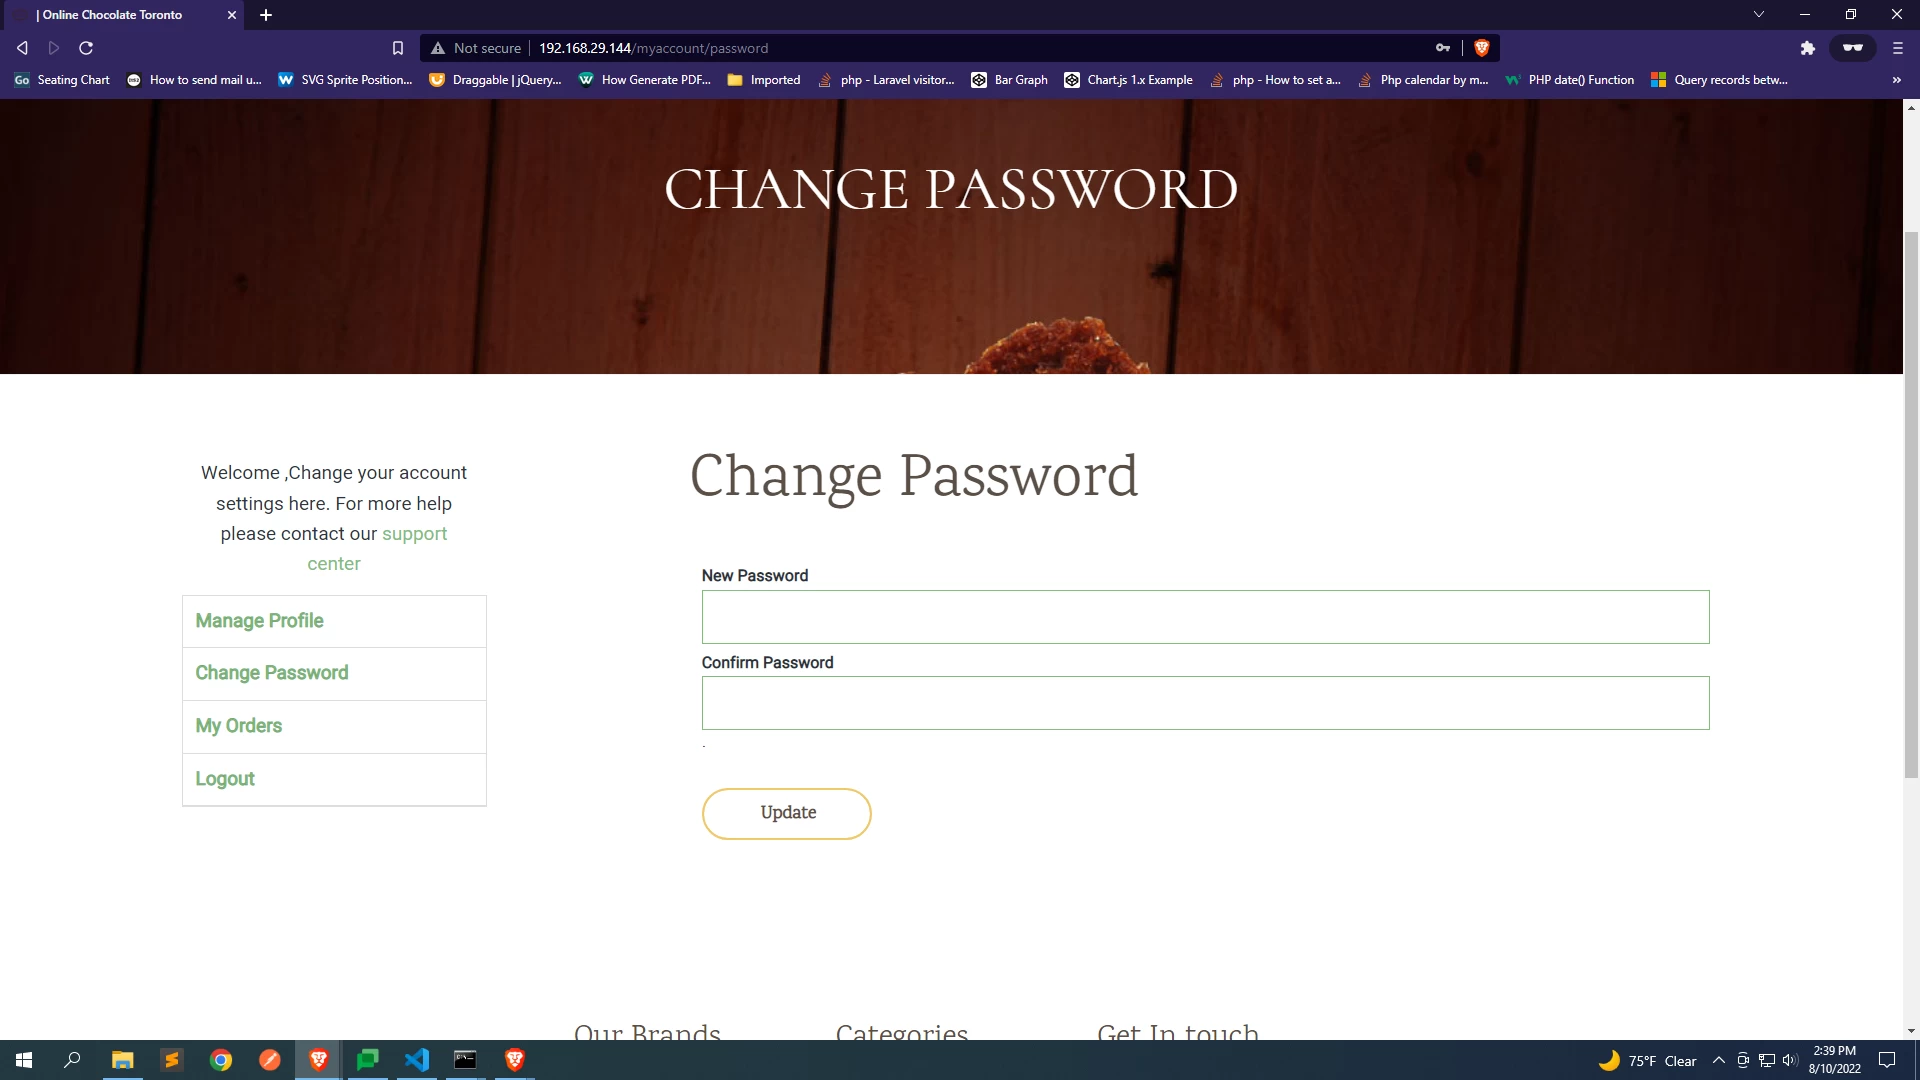 | Online Chocolate Toronto
Not secure
192.168.29.144/myaccount/password
Go Seating Chart
How to send mail u...
SVG Sprite Position...
Draggable | jQuery...
How Generate PDF...
Imported
php - Laravel visitor...
Bar Graph
Chart.js 1.x Example
php - How to set a...
Php calendar by m...
PHP date() Function
Query records betw...
»
CHANGE PASSWORD
Welcome ,Change your account
settings here. For more help
please contact our support
center
Manage Profile
Change Password
My Orders
Logout
Change Password
New Password
Confirm Password
.
Update
Our Brands
Categories
Get In touch
75°F Clear
2:39 PM
8/10/2022